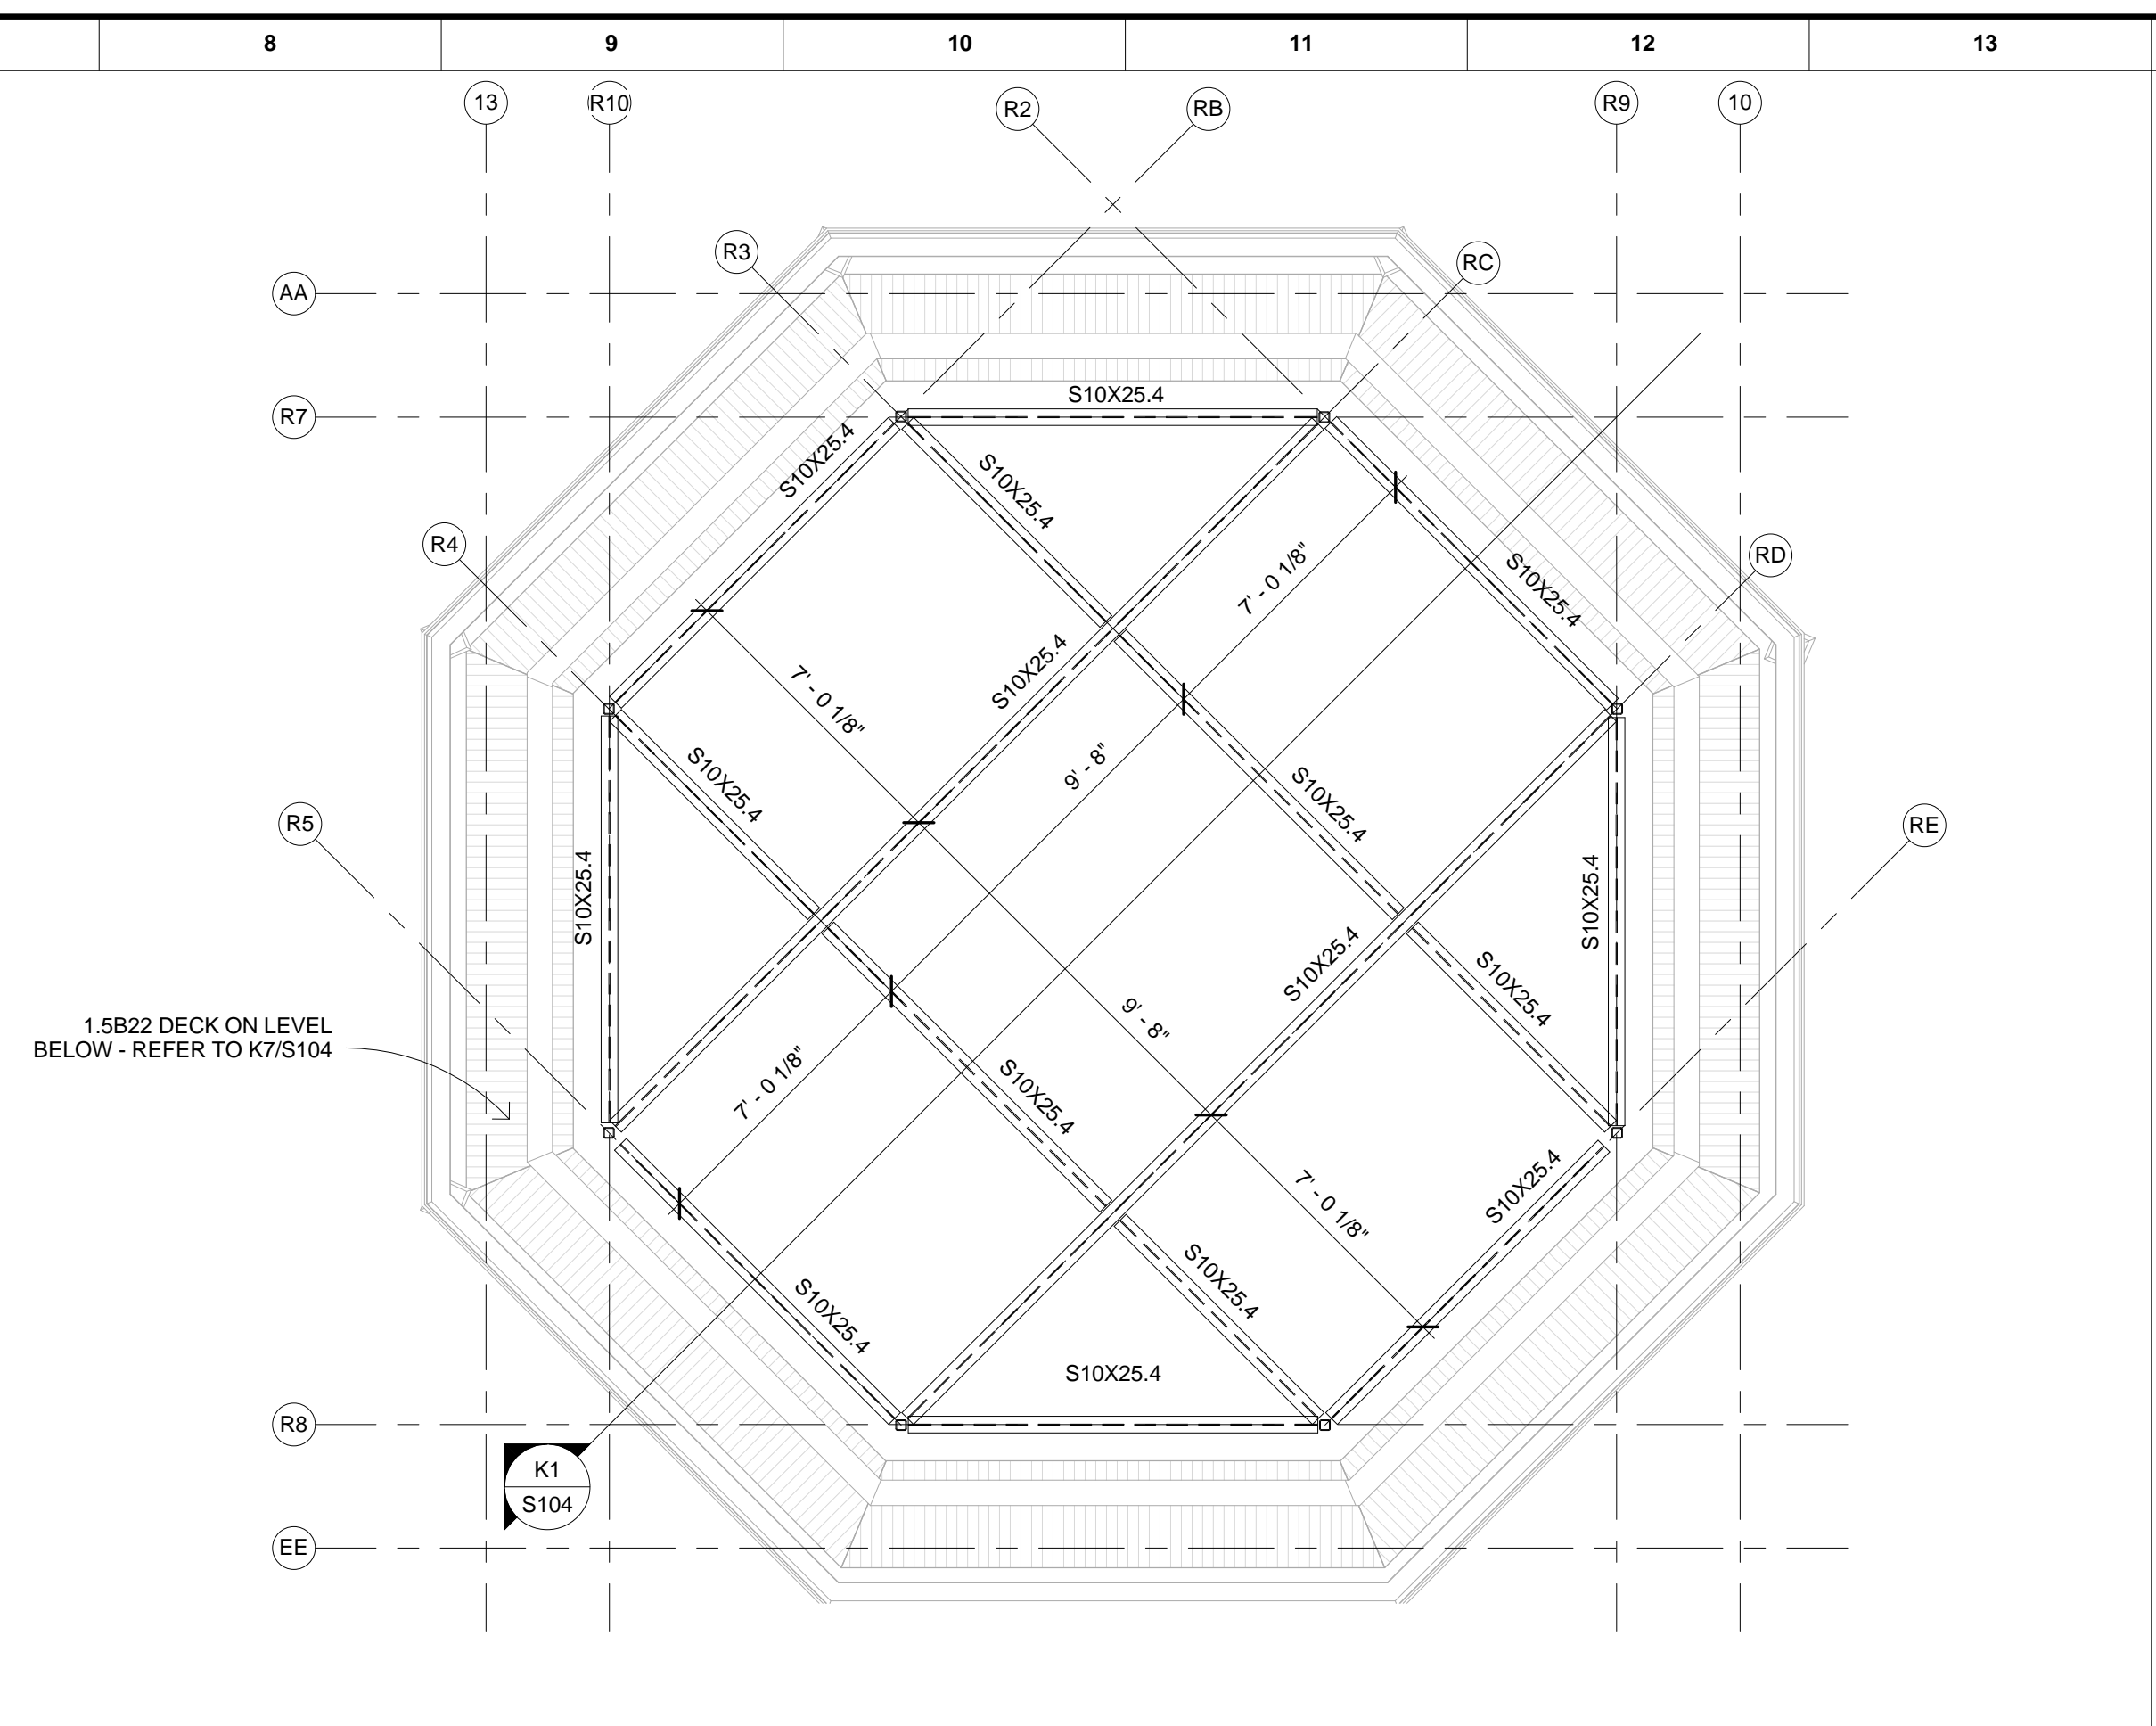 8
9
10
11
12
13
13
R10
R2
RB
R9
10
R3
RC
AA
S10X25.4
R7
S10X25.4
S10X25.4
R4
RD
S10X25.4
7' - 0 1/8"
S10X25.4
7' - 0 1/8"
9' - 8"
S10X25.4
S10X25.4
R5
RE
S10X25.4
S10X25.4
S10X25.4
S10X25.4
9' - 8"
1.5B22 DECK ON LEVEL
BELOW - REFER TO K7/S104
7' - 0 1/8"
S10X25.4
S10X25.4
7' - 0 1/8"
S10X25.4
S10X25.4
S10X25.4
R8
K1
S104
EE